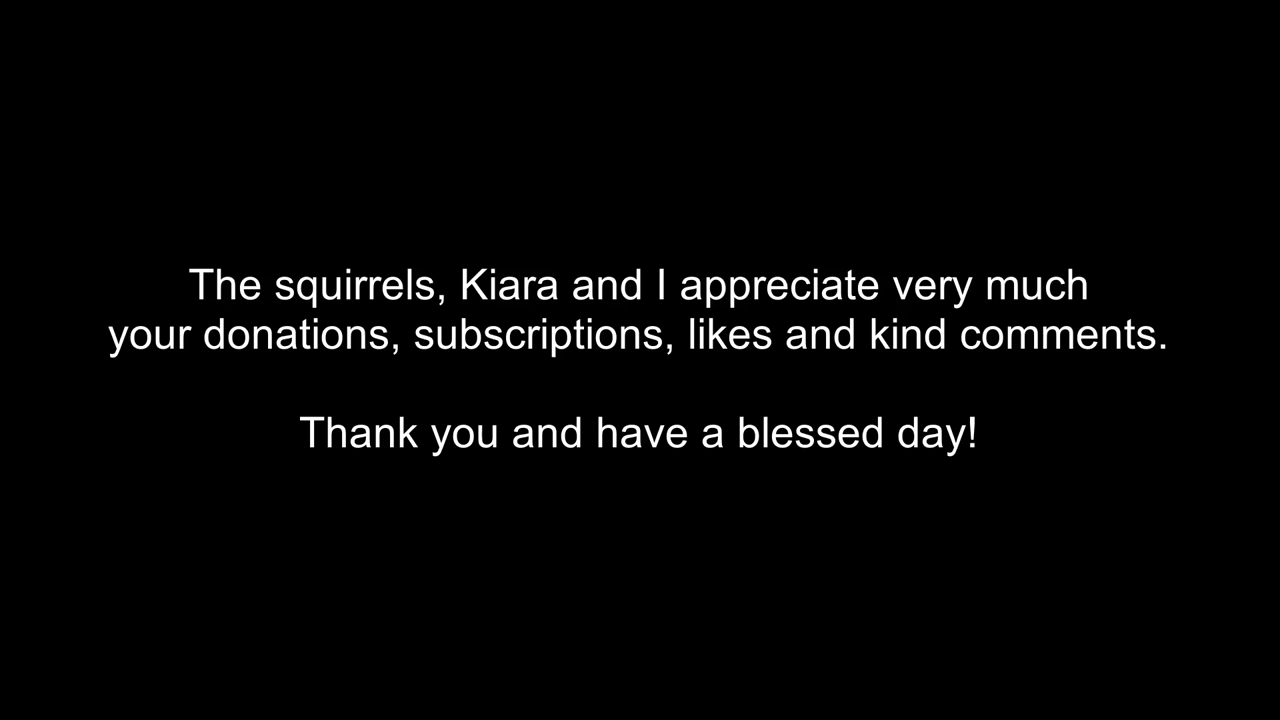 The squirrels, Kiara and I appreciate very much
your donations, subscriptions, likes and kind comments.
Thank you and have a blessed day!